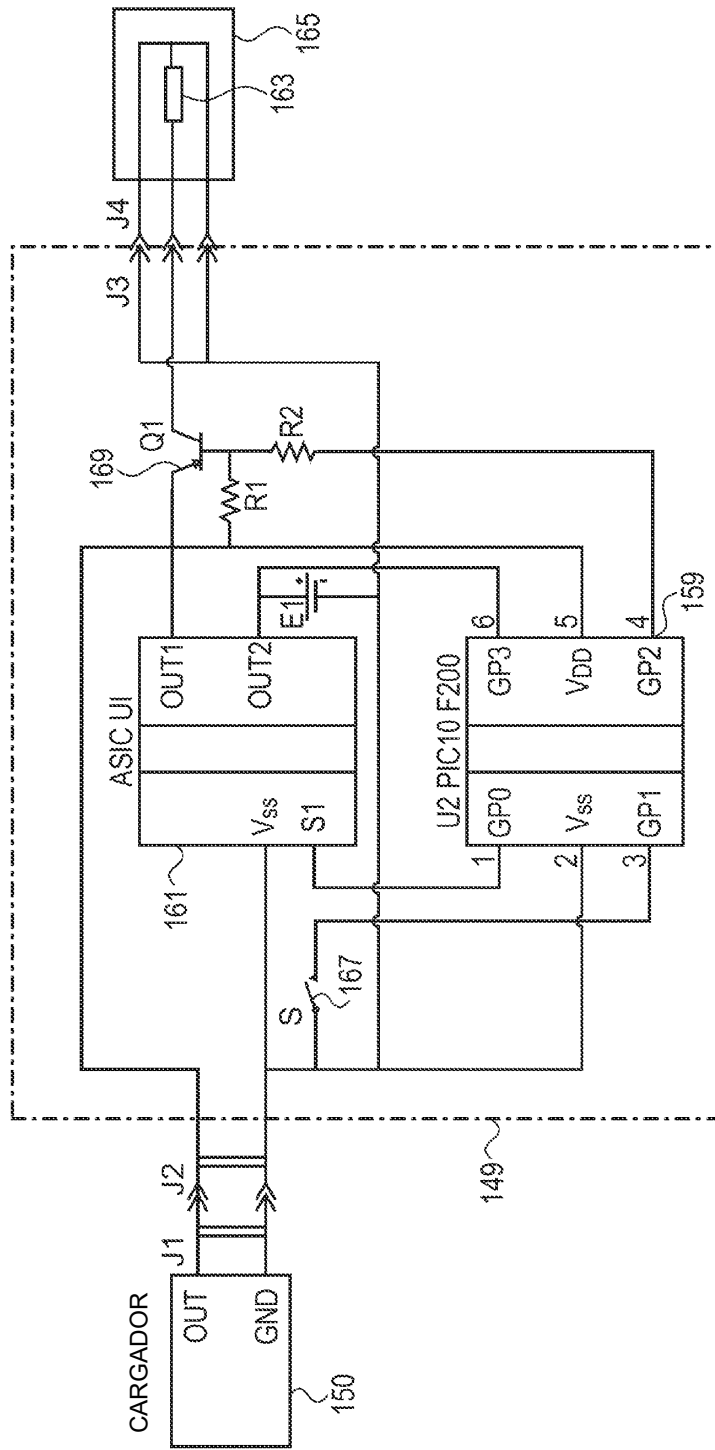 CARGADOR
OUT
GND
150
J1
J2
149
ASIC UI
161
Vss
S1
OUT1
OUT2
E1
S
167
U2 PIC10 F200
1
GP0
2
Vss
3
GP1
GP3
6
VDD
5
GP2
4
159
169
Q1
R1
R2
J3
J4
165
163